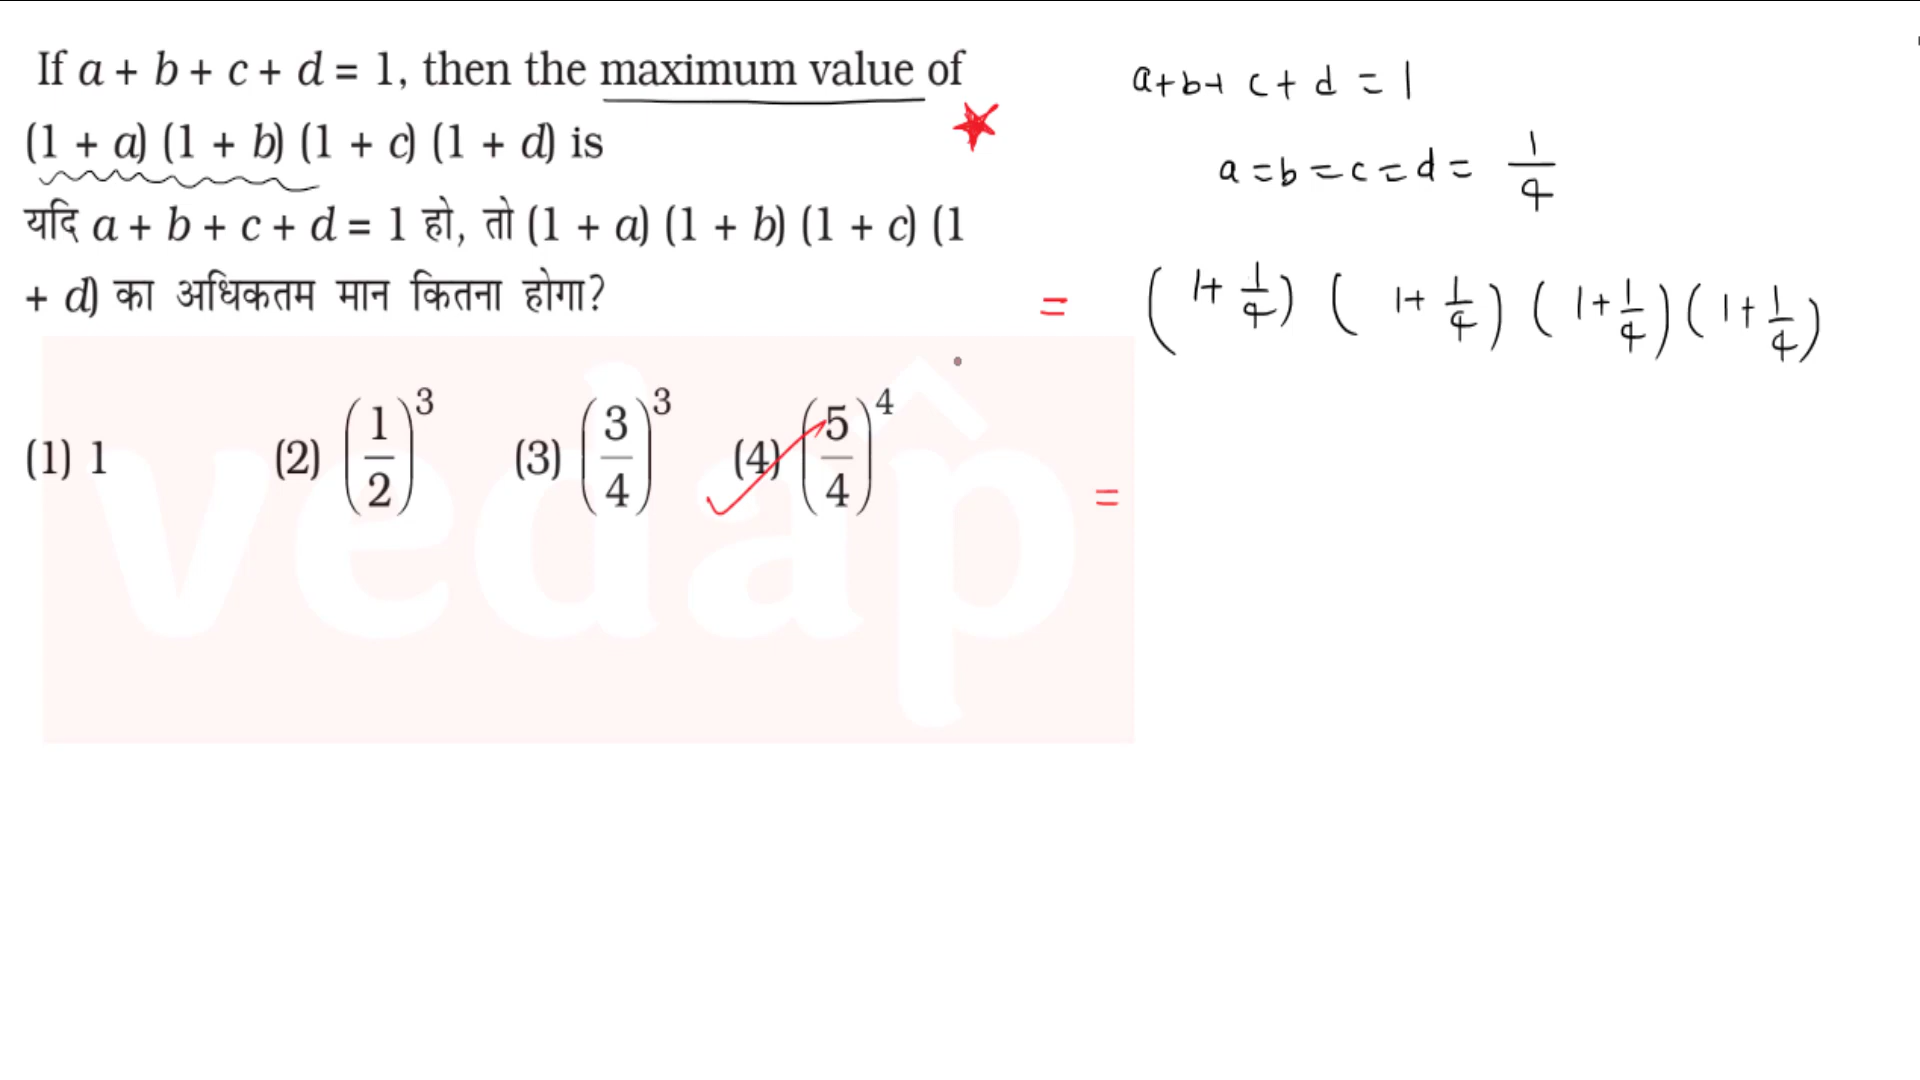 If a + b + c + d = 1, then the maximum value of
(1 + a) (1 + b) (1 + c) (1 + d) is
यदि a + b + c + d = 1 हो, तो (1 + a) (1 + b) (1 + c) (1
+ d) का अधिकतम मान कितना होगा?
(1) 1 (2) (1/2)^3 (3) (3/4)^3 (4) (5/4)^4
a+b+c+d = 1
a=b=c=d= 1/4
= (1+1/4) (1+1/4) (1+1/4) (1+1/4)
=
vedap